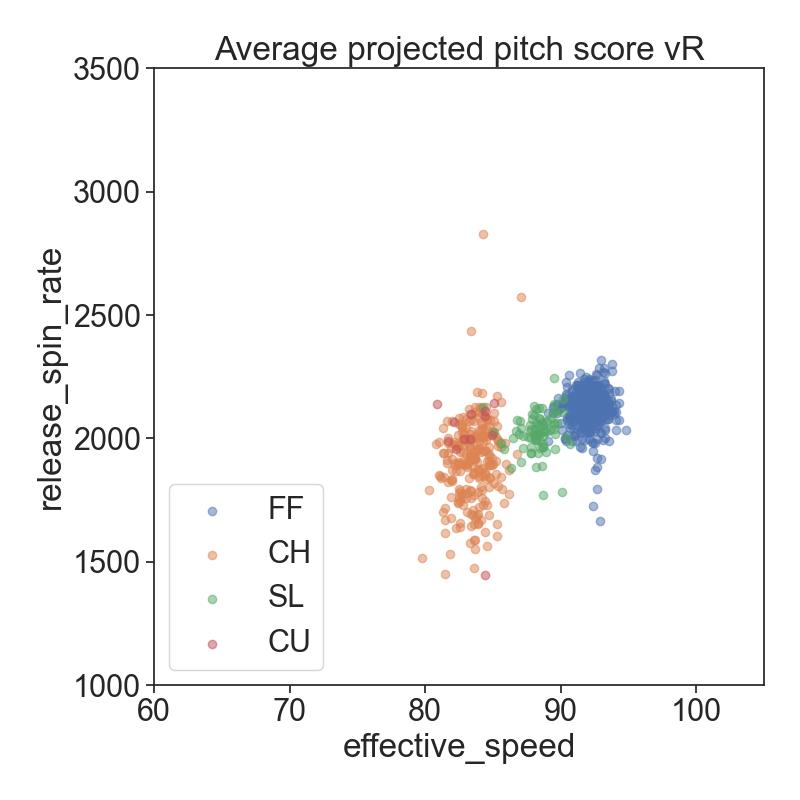 Average projected pitch score vR
3500
3000
2500
2000
1500
1000
release_spin_rate
FF
CH
SL
CU
60 70 80 90 100
effective_speed